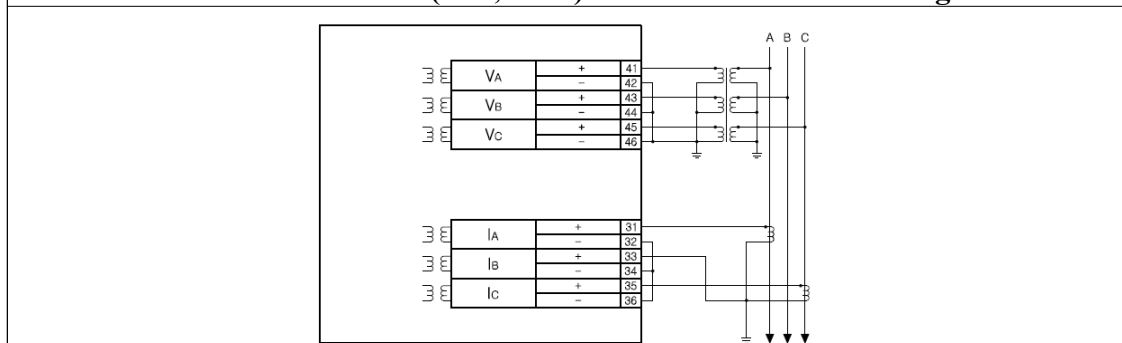 A B C
VA + 41
− 42
VB + 43
− 44
VC + 45
− 46
IA + 31
− 32
IB + 33
− 34
IC + 35
− 36